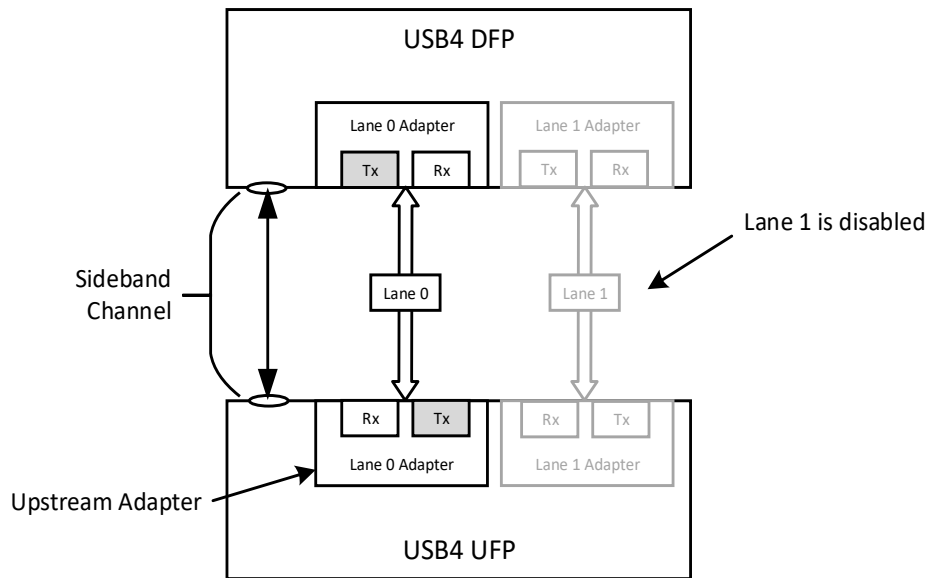 USB4 DFP
Lane 0 Adapter
Lane 1 Adapter
Tx
Rx
Tx
Rx
Lane 1 is disabled
Sideband
Channel
Lane 0
Lane 1
Rx
Tx
Rx
Tx
Lane 0 Adapter
Lane 1 Adapter
Upstream Adapter
USB4 UFP